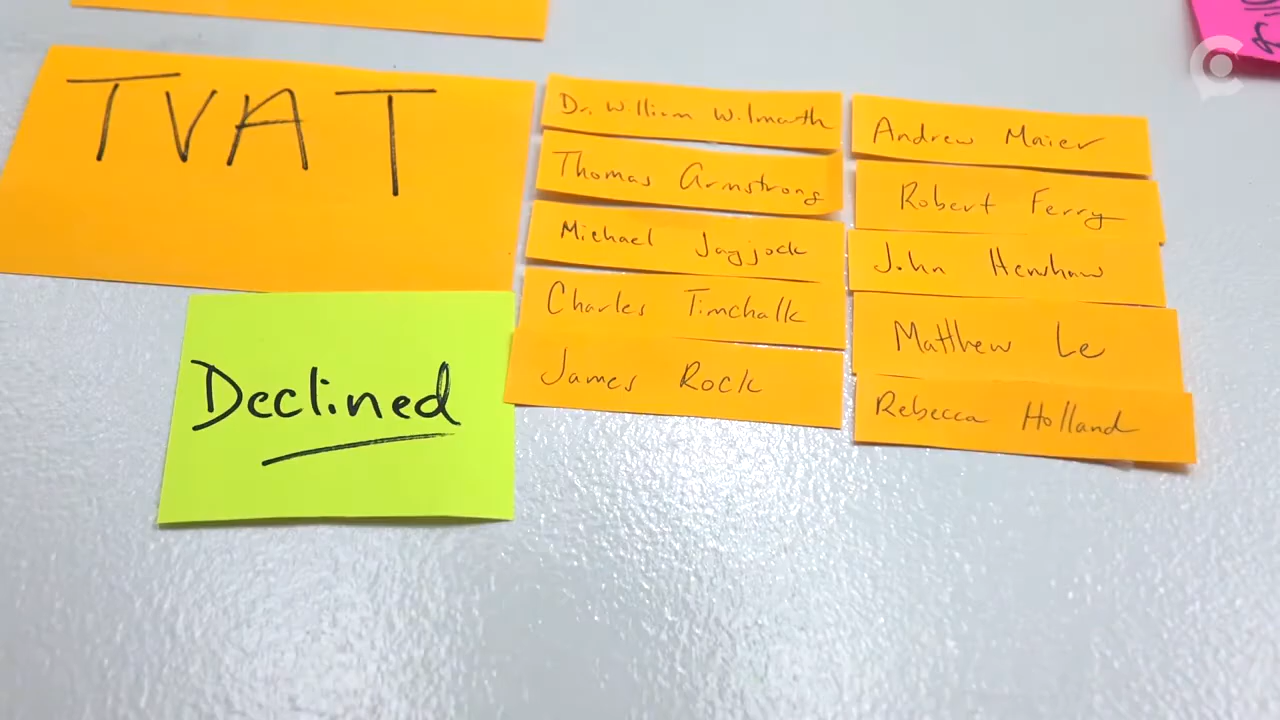 TVAT
Declined
Dr. William Wilmarth
Thomas Armstrong
Michael Jayjock
Charles Timchalk
James Rock
Andrew Maier
Robert Ferry
John Henshaw
Matthew Le
Rebecca Holland